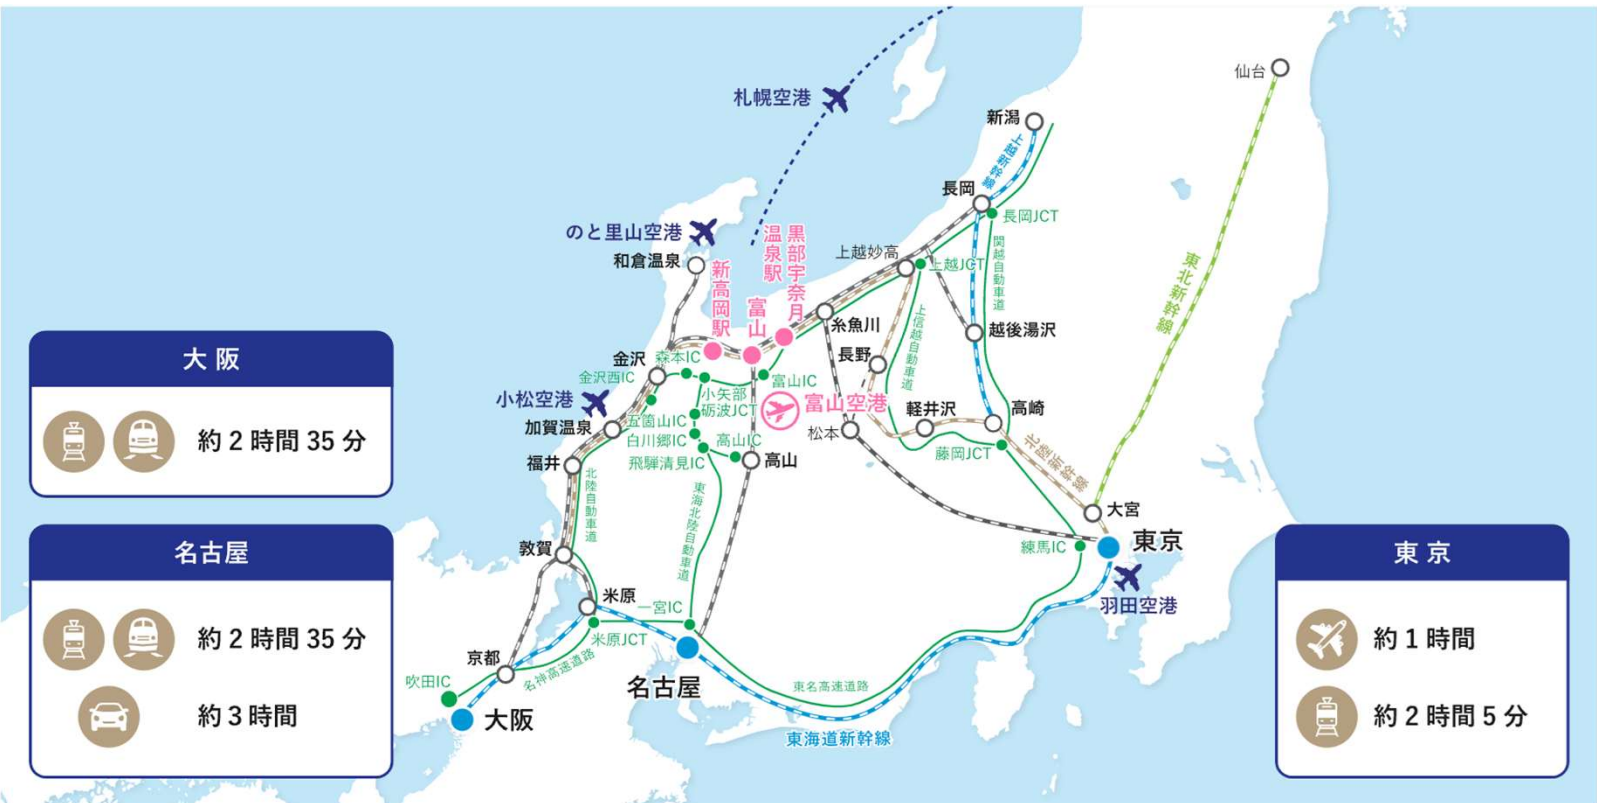 仙台
札幌空港
新潟
上越新幹線
長岡
長岡JCT
のと里山空港
和倉温泉
新高岡駅
富山
黒部宇奈月
温泉駅
上越妙高
上越JCT
関越自動車道
東北新幹線
糸魚川
越後湯沢
上信越自動車道
長野
金沢
森本IC
金沢西IC
小矢部
砺波JCT
富山IC
富山空港
小松空港
加賀温泉
五箇山IC
白川郷IC
飛騨清見IC
高山IC
高山
松本
軽井沢
高崎
藤岡JCT
北陸新幹線
福井
北陸自動車道
東海北陸自動車道
大宮
東京
練馬IC
羽田空港
敦賀
米原
一宮IC
米原JCT
京都
名神高速道路
吹田IC
大阪
名古屋
東名高速道路
東海道新幹線
大阪
約2時間35分
名古屋
約2時間35分
約3時間
東京
約1時間
約2時間5分